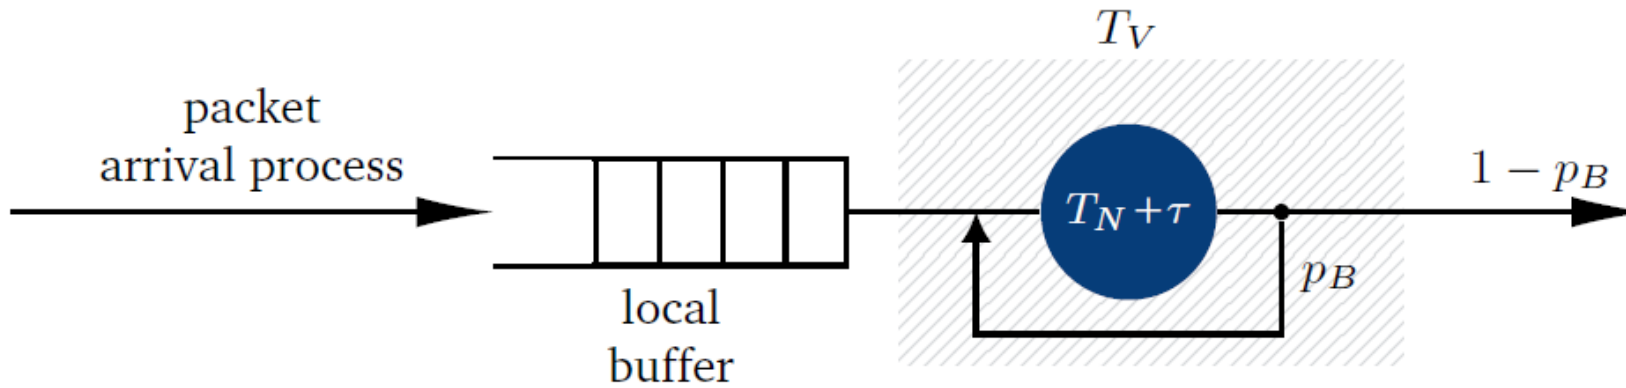 T_V
packet
arrival process
T_N+τ
1 − p_B
p_B
local
buffer